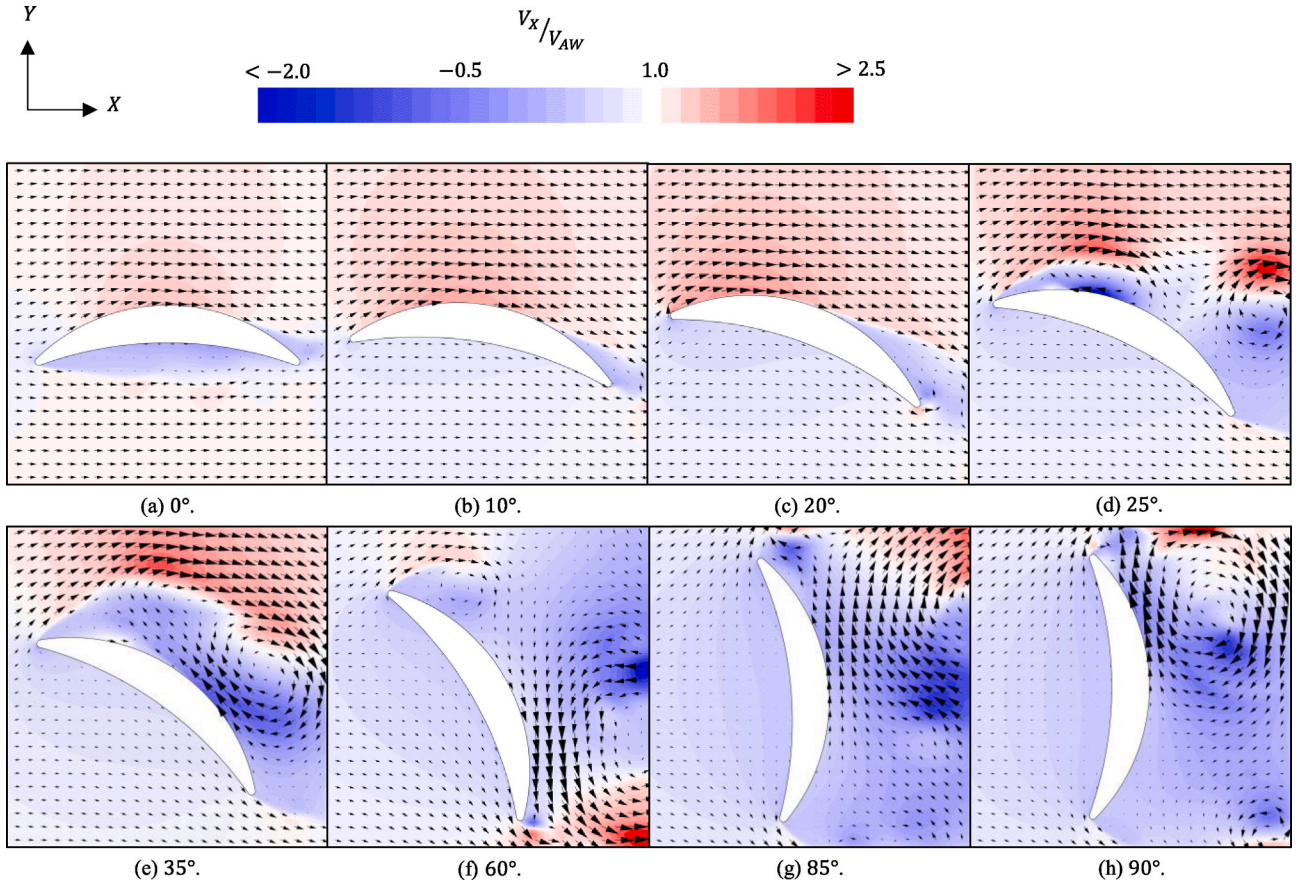 Y
X
V_X/V_AW
< −2.0 −0.5 1.0 > 2.5
(a) 0°. (b) 10°. (c) 20°. (d) 25°.
(e) 35°. (f) 60°. (g) 85°. (h) 90°.